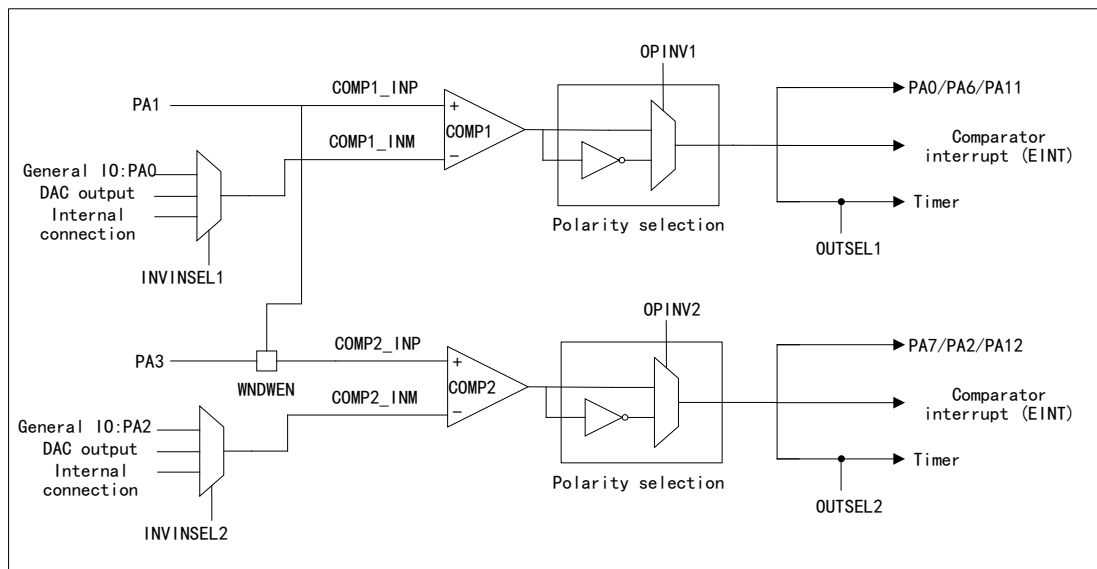 OPINV1
COMP1_INP
PA1
+
COMP1
PA0/PA6/PA11
COMP1_INM
−
Comparator
interrupt (EINT)
General IO:PA0
DAC output
Internal
connection
Timer
Polarity selection
OUTSEL1
INVINSEL1
OPINV2
COMP2_INP
PA3
+
COMP2
PA7/PA2/PA12
WNDWEN
COMP2_INM
−
Comparator
interrupt (EINT)
General IO:PA2
DAC output
Internal
connection
Timer
Polarity selection
OUTSEL2
INVINSEL2